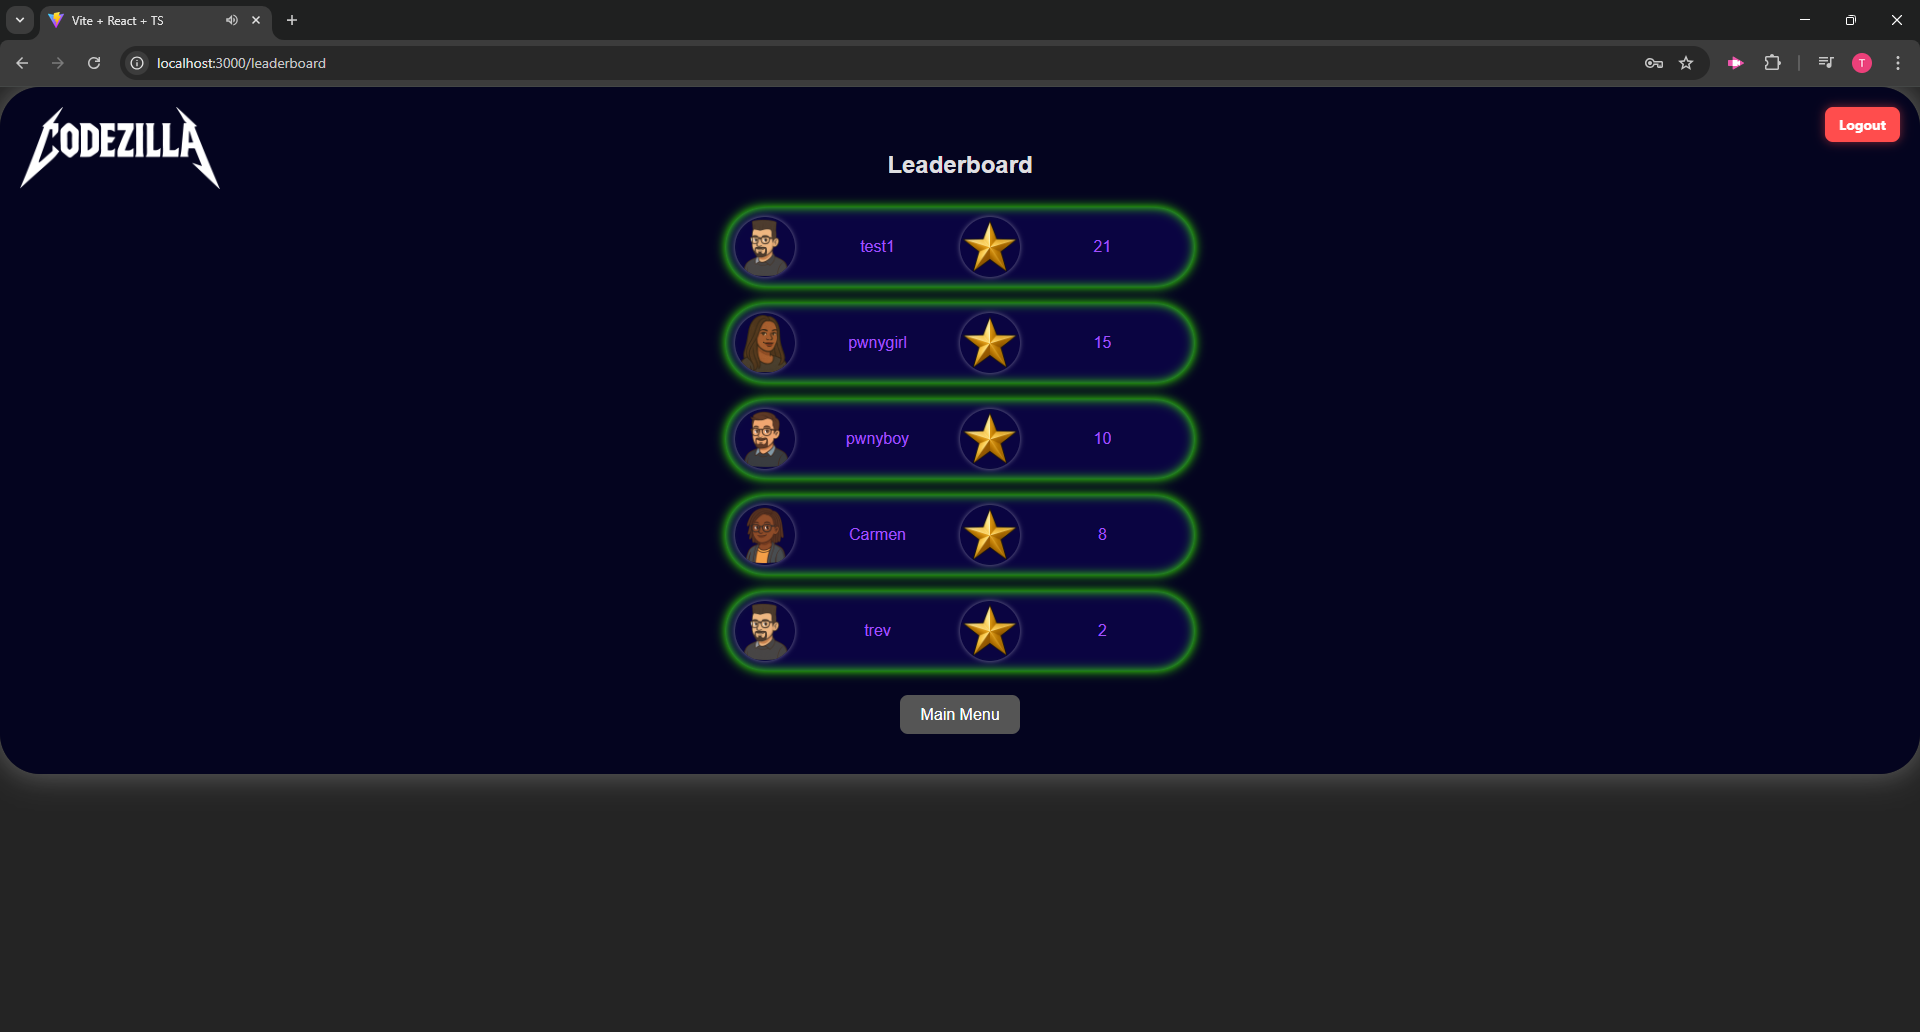 Vite + React + TS
localhost:3000/leaderboard
T
CODEZILLA
Logout
Leaderboard
test1 21
pwnygirl 15
pwnyboy 10
Carmen 8
trev 2
Main Menu